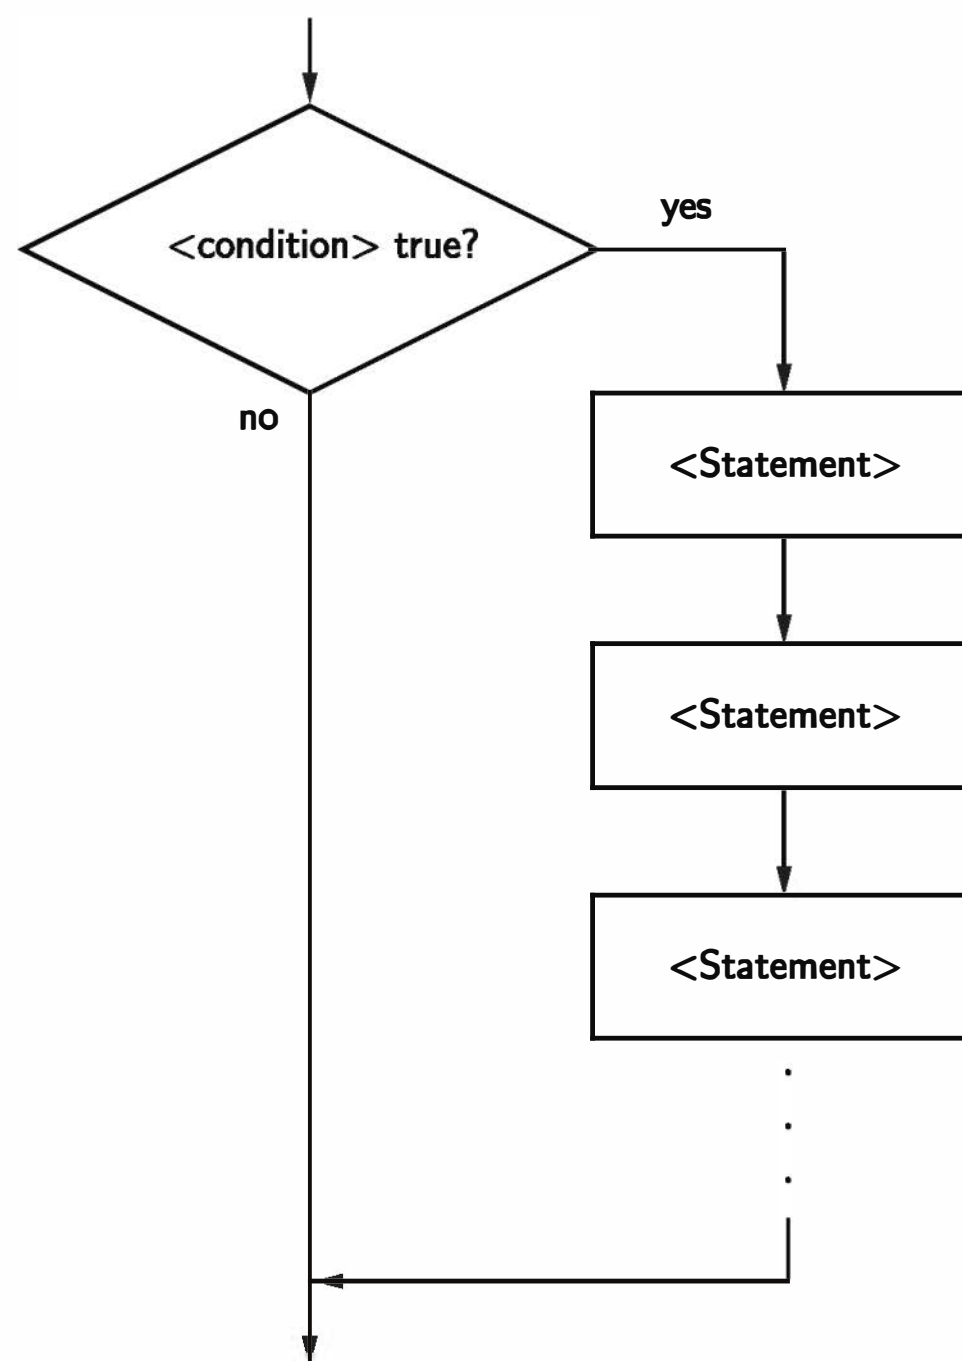 yes
<condition> true?
no
<Statement>
<Statement>
<Statement>